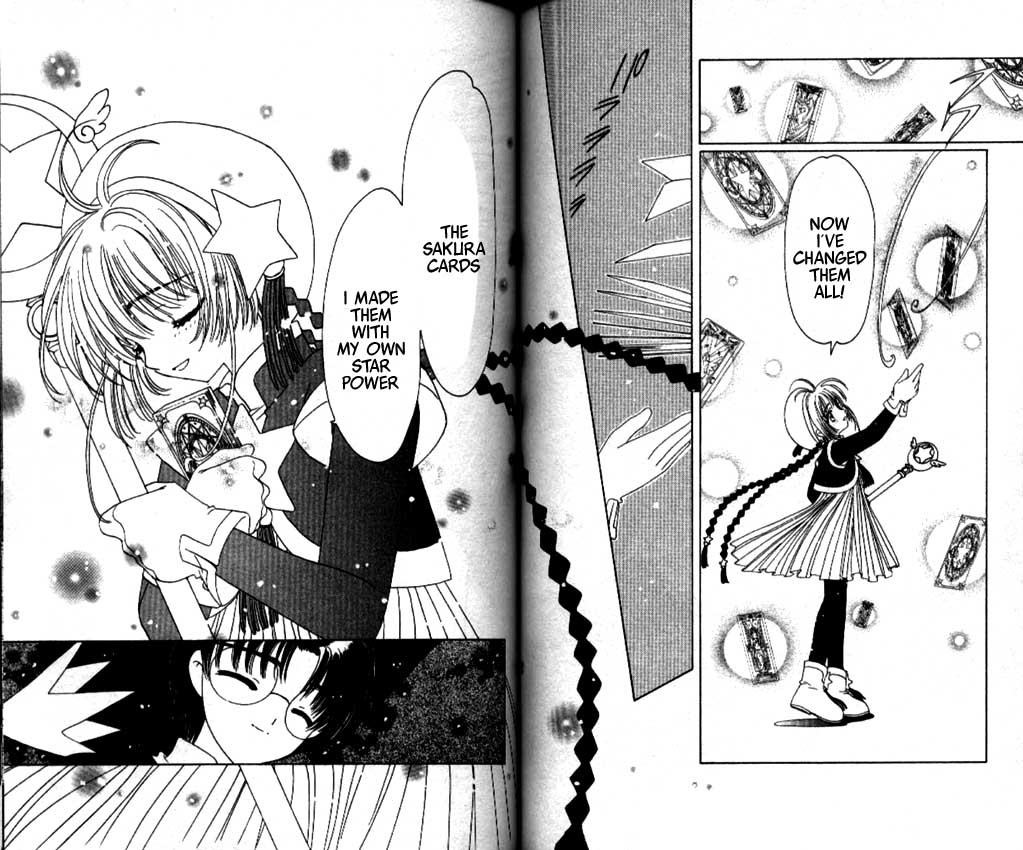 NOW
I'VE
CHANGED
THEM
ALL!
THE
SAKURA
CARDS
I MADE
THEM
WITH
MY OWN
STAR
POWER